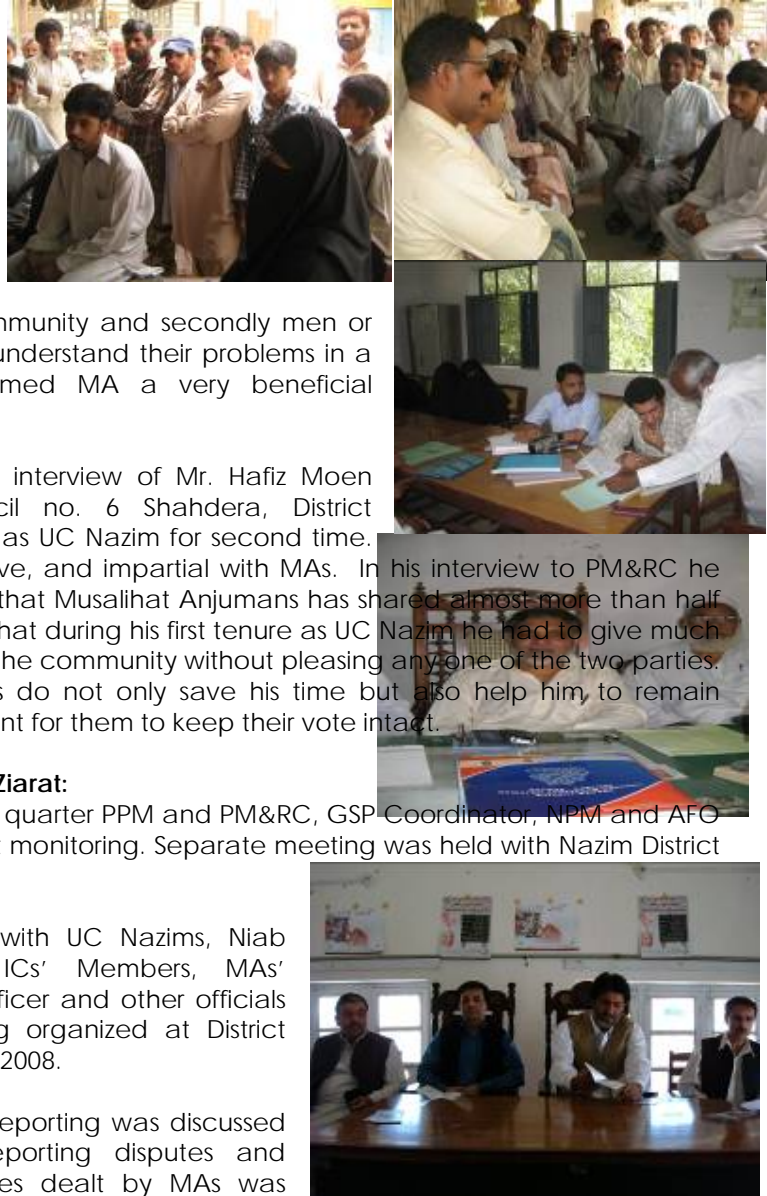 mmunity and secondly men or
understand their problems in a
med MA a very beneficial
interview of Mr. Hafiz Moen
cil no. 6 Shahdera, District
as UC Nazim for second time.
ve, and impartial with MAs. In his interview to PM&RC he
that Musalihat Anjumans has shared almost more than half
hat during his first tenure as UC Nazim he had to give much
he community without pleasing any one of the two parties.
s do not only save his time but also help him to remain
nt for them to keep their vote intact.
Ziarat:
quarter PPM and PM&RC, GSP Coordinator, NPM and AFO
t monitoring. Separate meeting was held with Nazim District
with UC Nazims, Niab
ICs’ Members, MAs’
ficer and other officials
g organized at District
2008.
eporting was discussed
eporting disputes and
es dealt by MAs was